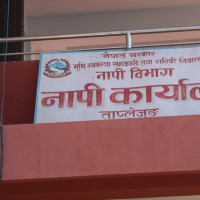 नेपाल सरकार
भूमि व्यवस्था सहकारी तथा गरिबी निवारण
नापी विभाग
नापी कार्याल
ताप्लेजुङ